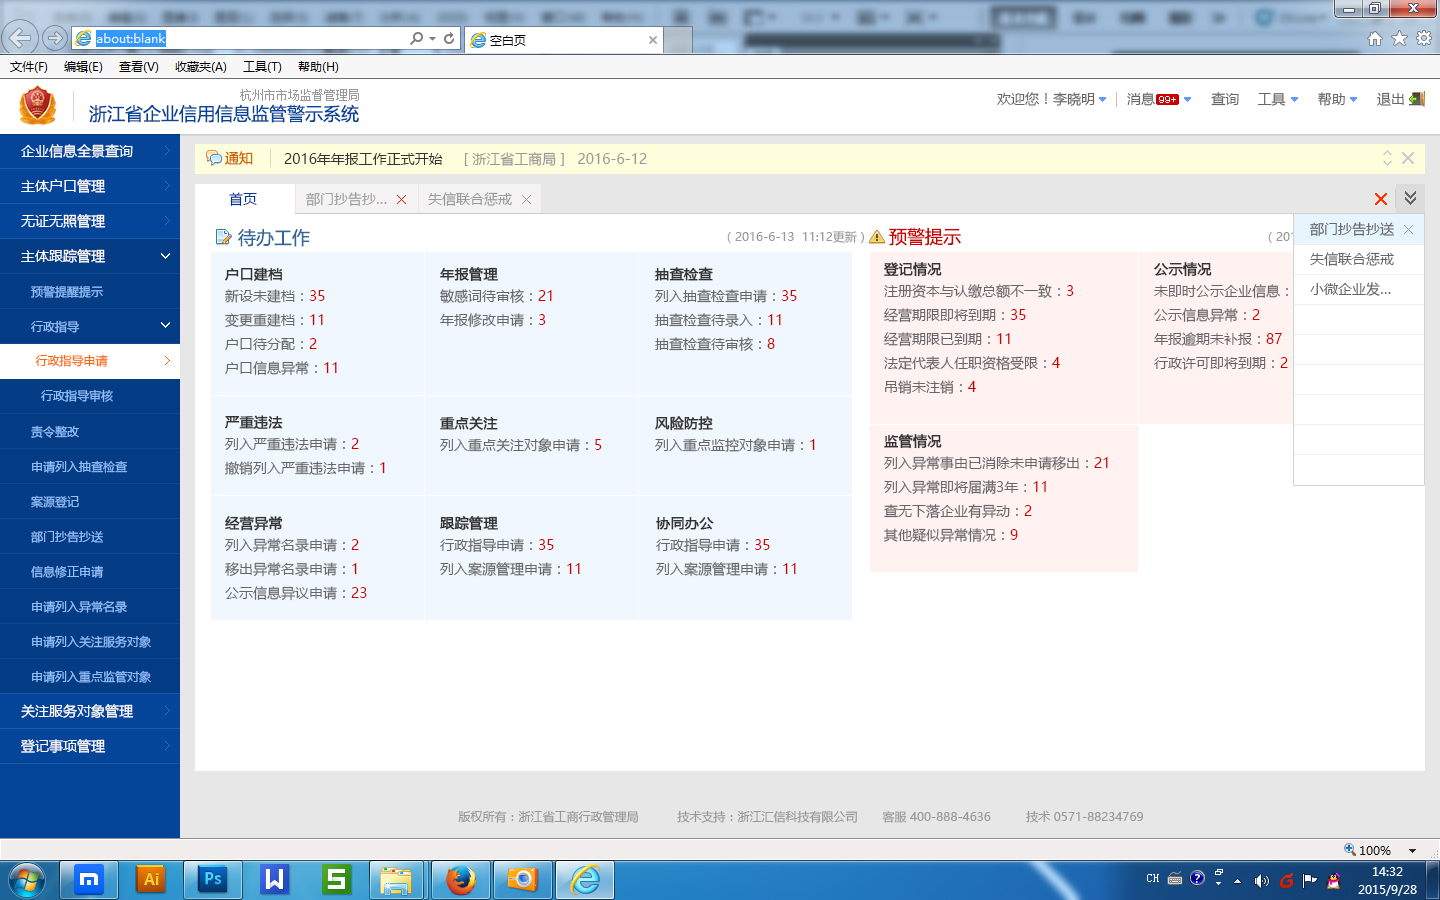 about:blank
空白页
文件(F) 编辑(E) 查看(V) 收藏夹(A) 工具(T) 帮助(H)
杭州市市场监督管理局
浙江省企业信用信息监管警示系统
欢迎您！李晓明 消息 99+ 查询 工具 帮助 退出
企业信息全景查询
主体户口管理
无证无照管理
主体跟踪管理
预警提醒提示
行政指导
行政指导申请
行政指导审核
责令整改
申请列入抽查检查
案源登记
部门抄告抄送
信息修正申请
申请列入异常名录
申请列入关注服务对象
申请列入重点监管对象
关注服务对象管理
登记事项管理
通知 2016年年报工作正式开始 [ 浙江省工商局 ] 2016-6-12
首页 部门抄告抄... 失信联合惩戒
待办工作 ( 2016-6-13 11:12更新 )
户口建档
新设未建档：35
变更重建档：11
户口待分配：2
户口信息异常：11
年报管理
敏感词待审核：21
年报修改申请：3
抽查检查
列入抽查检查申请：35
抽查检查待录入：11
抽查检查待审核：8
严重违法
列入严重违法申请：2
撤销列入严重违法申请：1
重点关注
列入重点关注对象申请：5
风险防控
列入重点监控对象申请：1
经营异常
列入异常名录申请：2
移出异常名录申请：1
公示信息异议申请：23
跟踪管理
行政指导申请：35
列入案源管理申请：11
协同办公
行政指导申请：35
列入案源管理申请：11
预警提示 ( 201
登记情况
注册资本与认缴总额不一致：3
经营期限即将到期：35
经营期限已到期：11
法定代表人任职资格受限：4
吊销未注销：4
公示情况
未即时公示企业信息：
公示信息异常：2
年报逾期未补报：87
行政许可即将到期：2
监管情况
列入异常事由已消除未申请移出：21
列入异常即将届满3年：11
查无下落企业有异动：2
其他疑似异常情况：9
部门抄告抄送
失信联合惩戒
小微企业发...
版权所有：浙江省工商行政管理局 技术支持：浙江汇信科技有限公司 客服 400-888-4636 技术 0571-88234769
100%
m Ai Ps W S
CH 14:32
2015/9/28